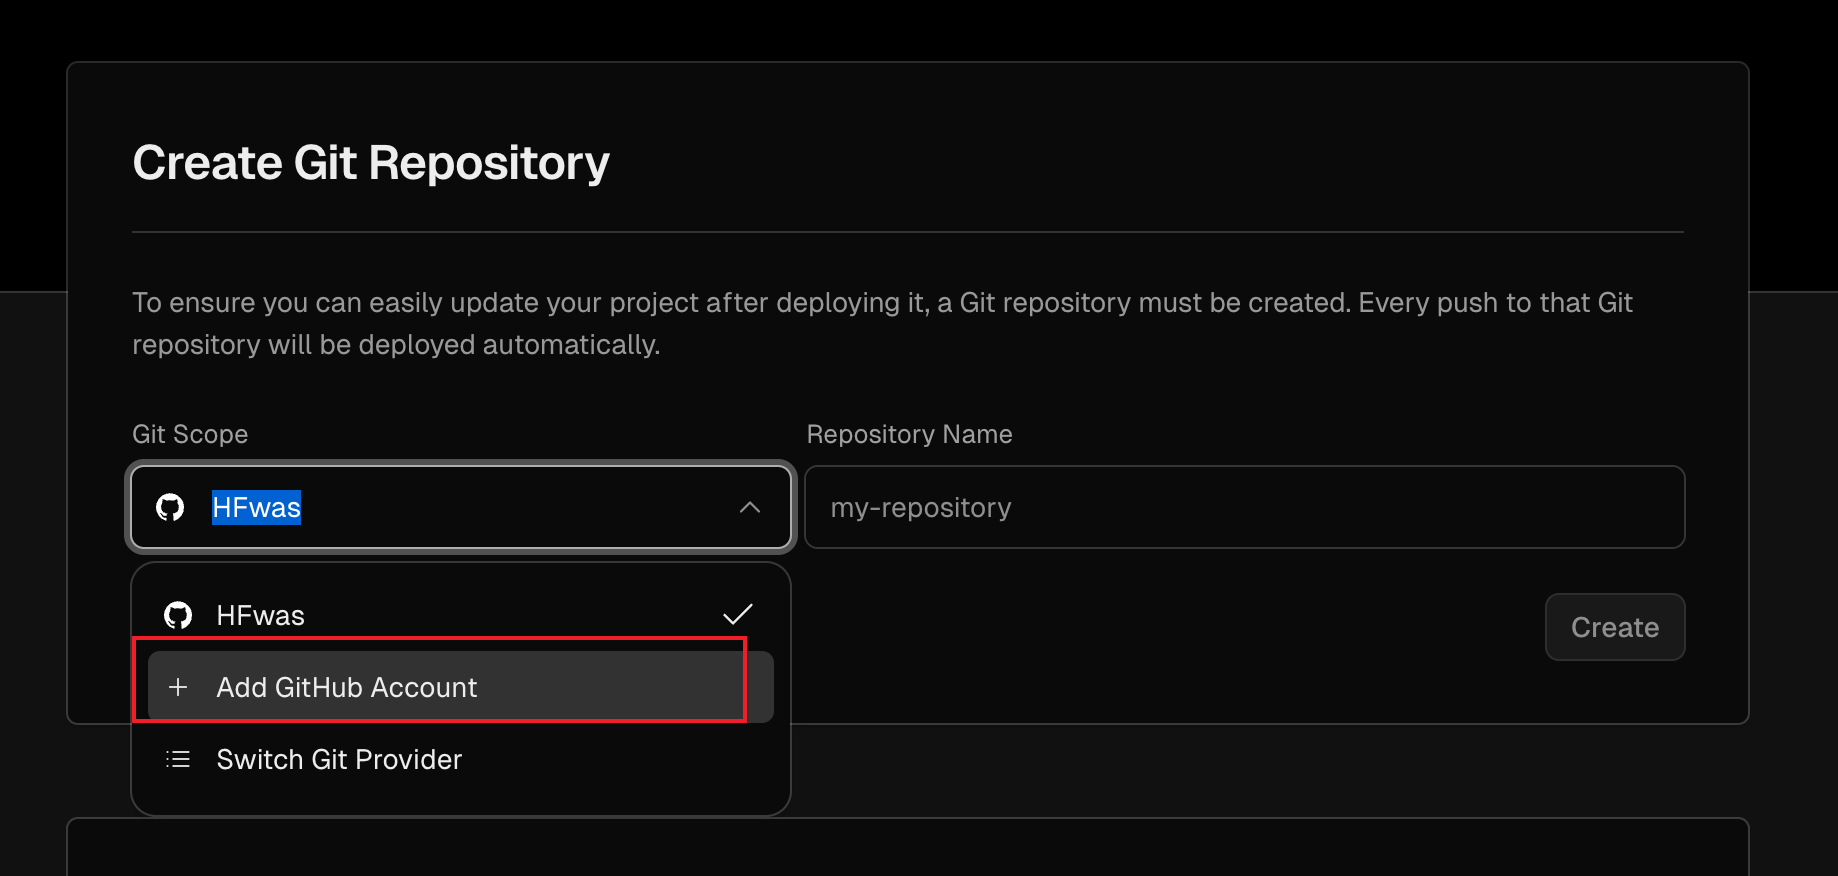 Create Git Repository
To ensure you can easily update your project after deploying it, a Git repository must be created. Every push to that Git
repository will be deployed automatically.
Git Scope
Repository Name
HFwas
my-repository
HFwas
Create
Add GitHub Account
Switch Git Provider